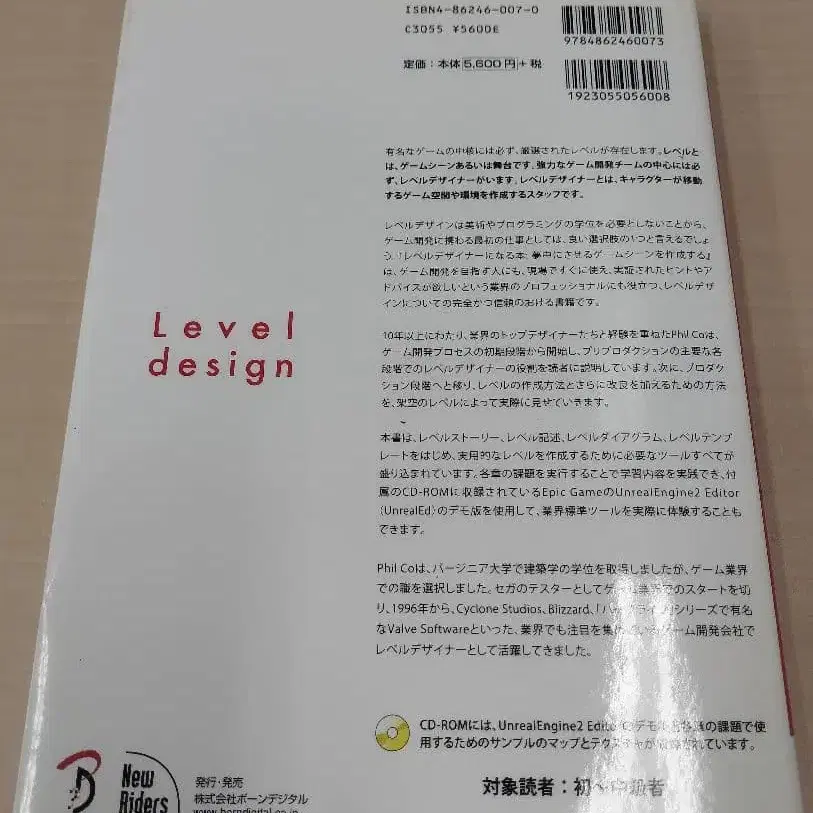 ISBN4-86246-007-0
C3055 ¥5600E
定価：本体5,600円+税
9784862460073
1923055056008
有名なゲームの中核には必ず、厳選されたレベルが存在します。レベルと
は、ゲームシーンあるいは舞台です。強力なゲーム開発チームの中心には必
ず、レベルデザイナーがいます。レベルデザイナーとは、キャラクターが移動
するゲーム空間や環境を作成するスタッフです。
レベルデザインは美術やプログラミングの学位を必要としないことから、
ゲーム開発に携わる最初の仕事としては、良い選択肢の1つと言えるでしょ
う。『レベルデザイナーになる本：夢中にさせるゲームシーンを作成する』
は、ゲーム開発を目指す人にも、現場ですぐに使え、実証されたヒントやア
ドバイスが欲しいという業界のプロフェッショナルにも役立つ、レベルデザ
インについての完全かつ信頼のおける書籍です。
Level
design
10年以上にわたり、業界のトップデザイナーたちと経験を重ねたPhil Coは、
ゲーム開発プロセスの初期段階から開始し、プリプロダクションの主要な各
段階でのレベルデザイナーの役割を読者に説明しています。次に、プロダク
ション段階へと移り、レベルの作成方法とさらに改良を加えるための方法
を、架空のレベルによって実際に見せていきます。
本書は、レベルストーリー、レベル記述、レベルダイアグラム、レベルテンプ
レートをはじめ、実用的なレベルを作成するために必要なツールすべてが
盛り込まれています。各章の課題を実行することで学習内容を実践でき、付
属のCD-ROMに収録されているEpic GameのUnrealEngine2 Editor
（UnrealEd）のデモ版を使用して、業界標準ツールを実際に体験することも
できます。
Phil Coは、バージニア大学で建築学の学位を取得しましたが、ゲーム業界
での職を選択しました。セガのテスターとしてゲーム業界でのスタートを切
り、1996年から、Cyclone Studios、Blizzard、「ハーフライフ」シリーズで有名
なValve Softwareといった、業界でも注目を集めているゲーム開発会社で
レベルデザイナーとして活躍してきました。
CD-ROMには、UnrealEngine2 Editorのデモ版と各章の課題で使
用するためのサンプルのマップとテクスチャが収録されています。
対象読者：初〜中級者
New
Riders
発行・発売
株式会社ボーンデジタル
www.borndigital.co.jp